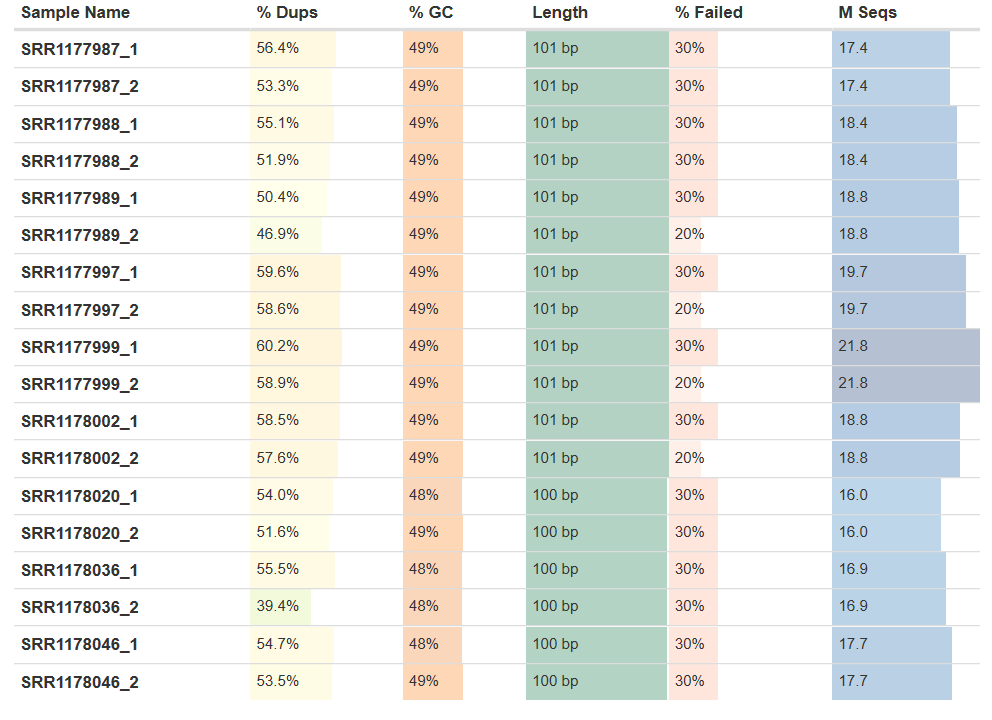 Sample Name % Dups % GC Length % Failed M Seqs
SRR1177987_1 56.4% 49% 101 bp 30% 17.4
SRR1177987_2 53.3% 49% 101 bp 30% 17.4
SRR1177988_1 55.1% 49% 101 bp 30% 18.4
SRR1177988_2 51.9% 49% 101 bp 30% 18.4
SRR1177989_1 50.4% 49% 101 bp 30% 18.8
SRR1177989_2 46.9% 49% 101 bp 20% 18.8
SRR1177997_1 59.6% 49% 101 bp 30% 19.7
SRR1177997_2 58.6% 49% 101 bp 20% 19.7
SRR1177999_1 60.2% 49% 101 bp 30% 21.8
SRR1177999_2 58.9% 49% 101 bp 20% 21.8
SRR1178002_1 58.5% 49% 101 bp 30% 18.8
SRR1178002_2 57.6% 49% 101 bp 20% 18.8
SRR1178020_1 54.0% 48% 100 bp 30% 16.0
SRR1178020_2 51.6% 49% 100 bp 30% 16.0
SRR1178036_1 55.5% 48% 100 bp 30% 16.9
SRR1178036_2 39.4% 48% 100 bp 30% 16.9
SRR1178046_1 54.7% 48% 100 bp 30% 17.7
SRR1178046_2 53.5% 49% 100 bp 30% 17.7